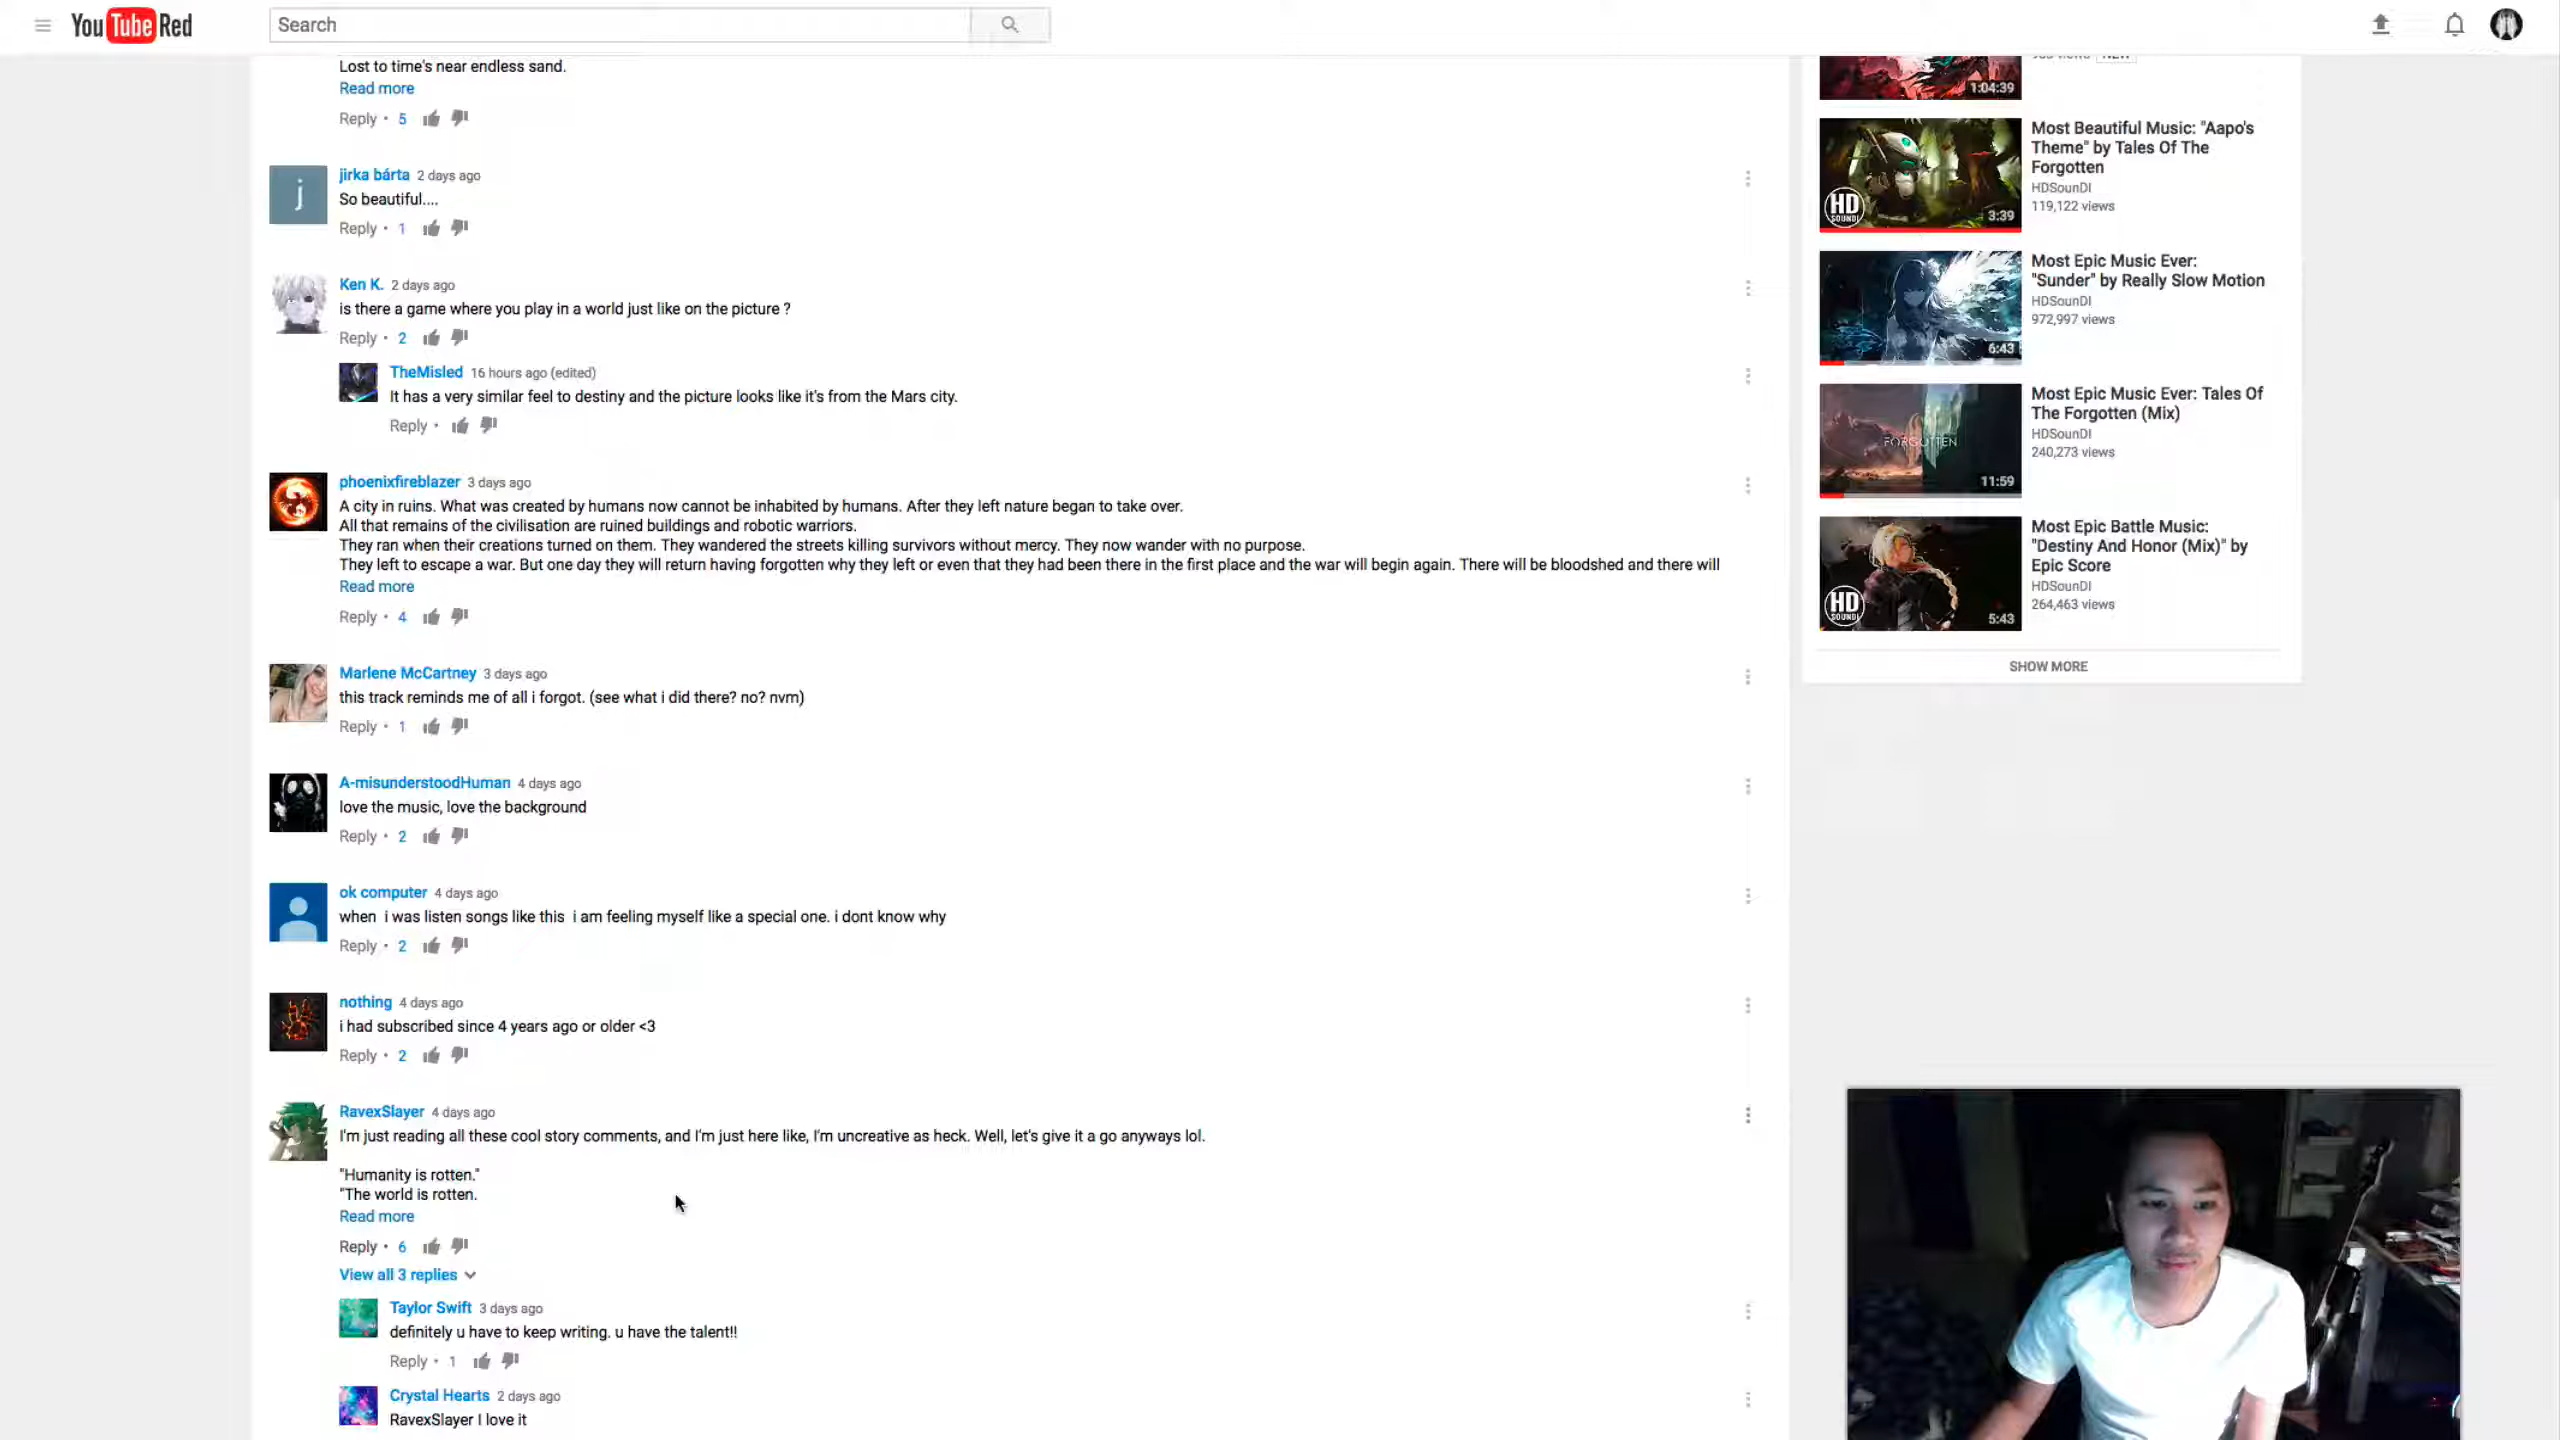 YouTube Red
Search
Lost to time's near endless sand.
Read more
Reply • 5
jirka bárta 2 days ago
So beautiful....
Reply • 1
Ken K. 2 days ago
is there a game where you play in a world just like on the picture ?
Reply • 2
TheMisled 16 hours ago (edited)
It has a very similar feel to destiny and the picture looks like it's from the Mars city.
Reply •
phoenixfireblazer 3 days ago
A city in ruins. What was created by humans now cannot be inhabited by humans. After they left nature began to take over.
All that remains of the civilisation are ruined buildings and robotic warriors.
They ran when their creations turned on them. They wandered the streets killing survivors without mercy. They now wander with no purpose.
They left to escape a war. But one day they will return having forgotten why they left or even that they had been there in the first place and the war will begin again. There will be bloodshed and there will
Read more
Reply • 4
Marlene McCartney 3 days ago
this track reminds me of all i forgot. (see what i did there? no? nvm)
Reply • 1
A-misunderstoodHuman 4 days ago
love the music, love the background
Reply • 2
ok computer 4 days ago
when i was listen songs like this i am feeling myself like a special one. i dont know why
Reply • 2
nothing 4 days ago
i had subscribed since 4 years ago or older <3
Reply • 2
RavexSlayer 4 days ago
I'm just reading all these cool story comments, and I'm just here like, I'm uncreative as heck. Well, let's give it a go anyways lol.
"Humanity is rotten."
"The world is rotten.
Read more
Reply • 6
View all 3 replies
Taylor Swift 3 days ago
definitely u have to keep writing. u have the talent!!
Reply • 1
Crystal Hearts 2 days ago
RavexSlayer I love it
1:04:39
Most Beautiful Music: "Aapo's
Theme" by Tales Of The
Forgotten
HDSounDI
119,122 views
HD
SOUNDI
3:39
Most Epic Music Ever:
"Sunder" by Really Slow Motion
HDSounDI
972,997 views
6:43
Most Epic Music Ever: Tales Of
The Forgotten (Mix)
HDSounDI
240,273 views
FORGOTTEN
11:59
Most Epic Battle Music:
"Destiny And Honor (Mix)" by
Epic Score
HDSounDI
264,463 views
HD
SOUNDI
5:43
SHOW MORE
j